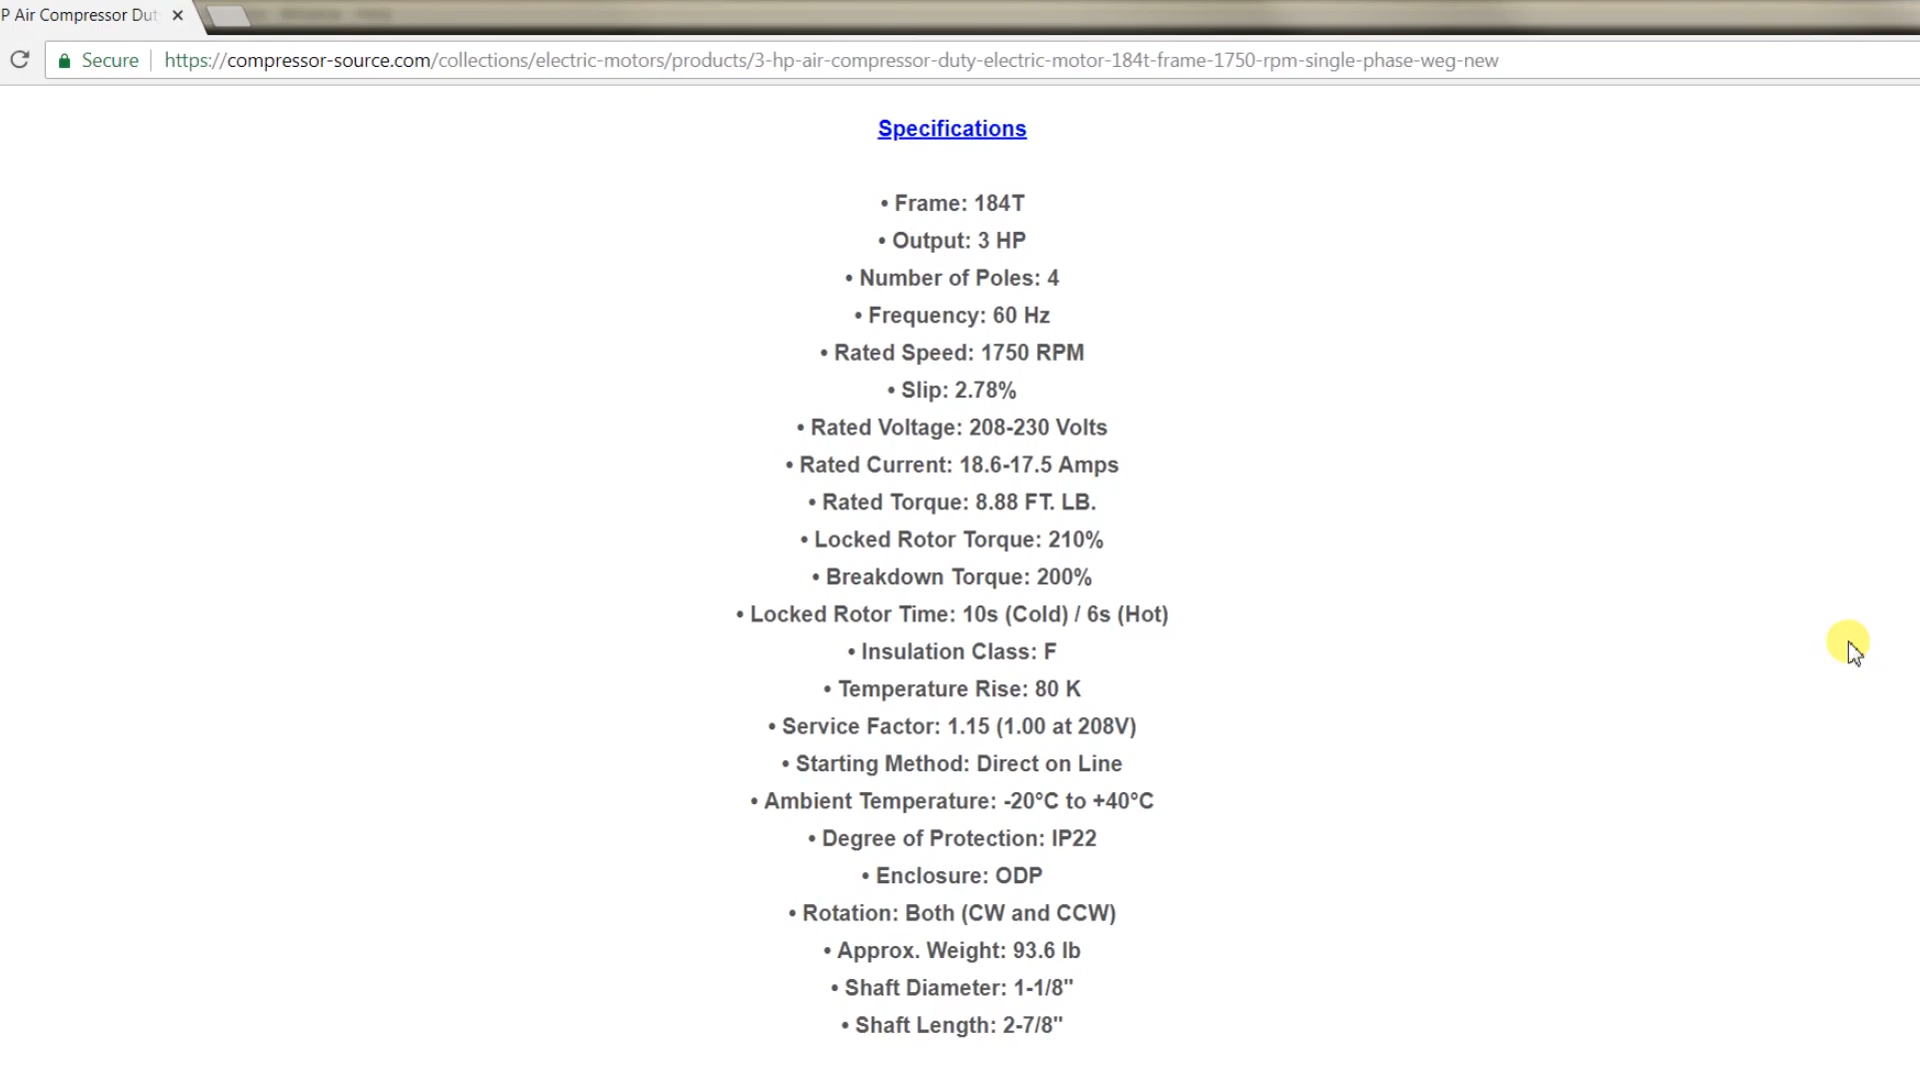 P Air Compressor Dut
Secure
https://compressor-source.com/collections/electric-motors/products/3-hp-air-compressor-duty-electric-motor-184t-frame-1750-rpm-single-phase-weg-new
Specifications
• Frame: 184T
• Output: 3 HP
• Number of Poles: 4
• Frequency: 60 Hz
• Rated Speed: 1750 RPM
• Slip: 2.78%
• Rated Voltage: 208-230 Volts
• Rated Current: 18.6-17.5 Amps
• Rated Torque: 8.88 FT. LB.
• Locked Rotor Torque: 210%
• Breakdown Torque: 200%
• Locked Rotor Time: 10s (Cold) / 6s (Hot)
• Insulation Class: F
• Temperature Rise: 80 K
• Service Factor: 1.15 (1.00 at 208V)
• Starting Method: Direct on Line
• Ambient Temperature: -20°C to +40°C
• Degree of Protection: IP22
• Enclosure: ODP
• Rotation: Both (CW and CCW)
• Approx. Weight: 93.6 lb
• Shaft Diameter: 1-1/8"
• Shaft Length: 2-7/8"